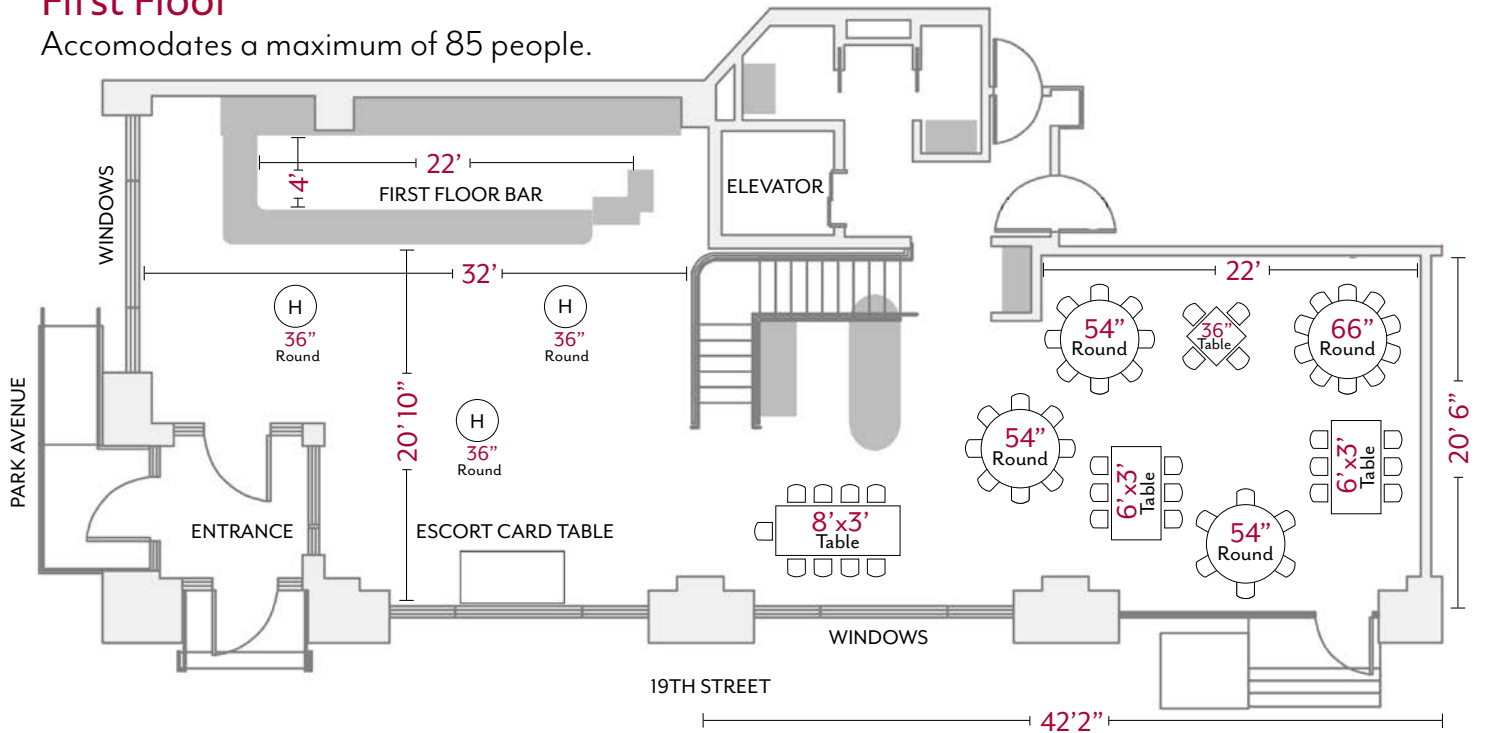 First Floor
Accomodates a maximum of 85 people.
WINDOWS
22'
4'
FIRST FLOOR BAR
ELEVATOR
32'
22'
H
36”
Round
H
36”
Round
54”
Round
36”
Table
66”
Round
PARK AVENUE
20' 10”
H
36”
Round
54”
Round
6'x3'
Table
6'x3'
Table
20' 6”
ENTRANCE
ESCORT CARD TABLE
8'x3'
Table
54”
Round
WINDOWS
19TH STREET
42'2”